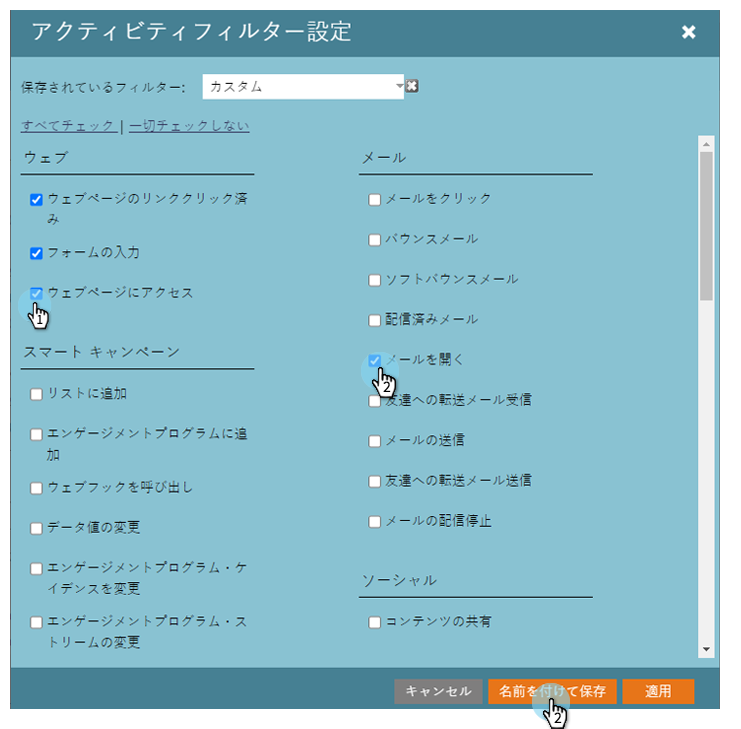 アクティビティフィルター設定
保存されているフィルター: カスタム
すべてチェック | 一切チェックしない
ウェブ
ウェブページのリンククリック済
み
フォームの入力
ウェブページにアクセス
1
スマート キャンペーン
リストに追加
エンゲージメントプログラムに追
加
ウェブフックを呼び出し
データ値の変更
エンゲージメントプログラム・ケ
イデンスを変更
エンゲージメントプログラム・ス
トリームの変更
メール
メールをクリック
バウンスメール
ソフトバウンスメール
配信済みメール
メールを開く
2
友達への転送メール受信
メールの送信
友達への転送メール送信
メールの配信停止
ソーシャル
コンテンツの共有
キャンセル 名前を付けて保存 適用
2